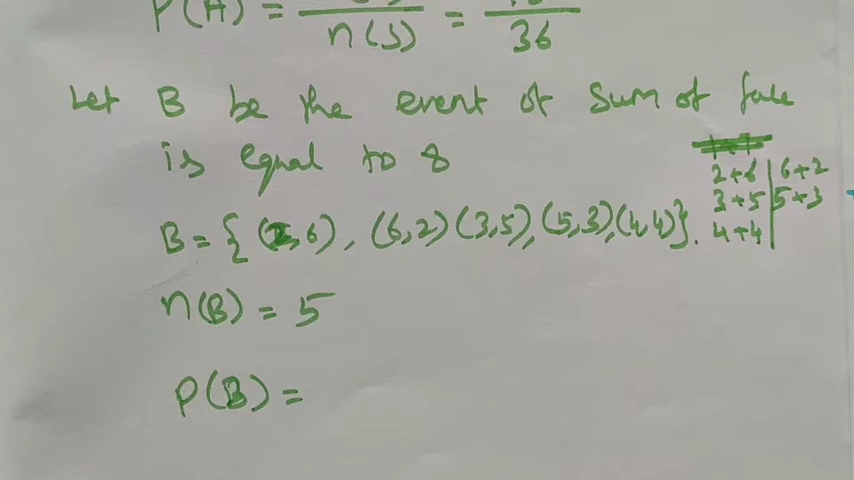 P(A) = =
n(S) 36
Let B be the event of Sum of face
is equal to 8
2+6 | 6+2
3+5 | 5+3
4+4
B = { (2,6), (6,2) (3,5), (5,3), (4,4) }.
n(B) = 5
P(B) =